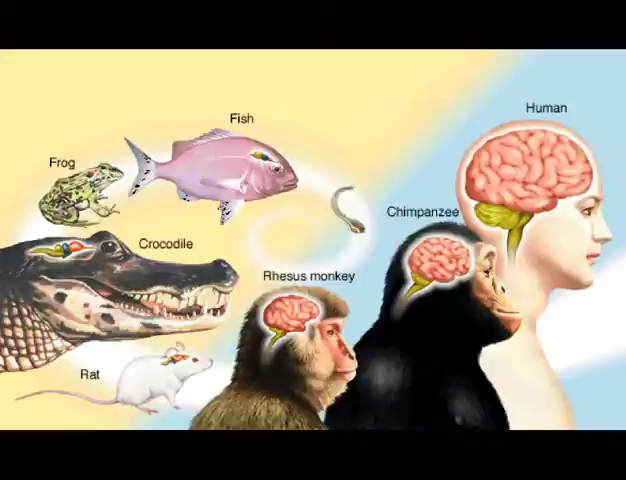 Human
Fish
Frog
Chimpanzee
Crocodile
Rhesus monkey
Rat